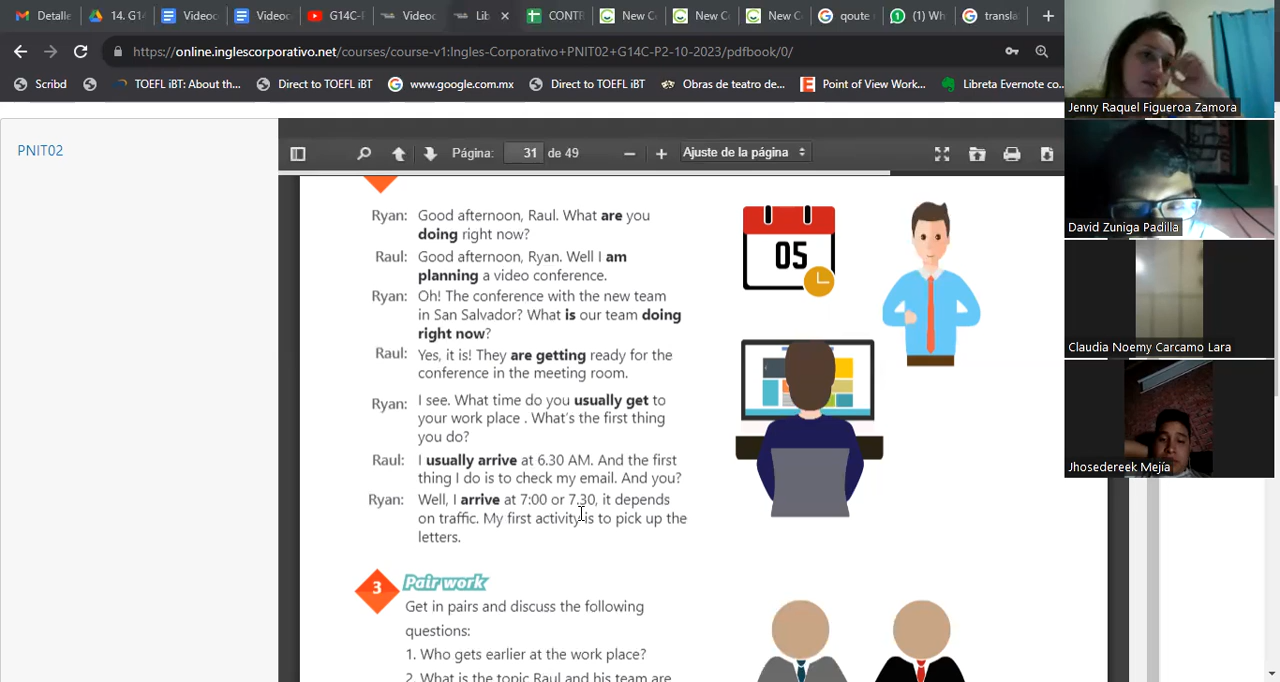 Detalle
14. G14
Videoc
Videoc
G14C-F
Videoc
Lib
CONTR
New C
New C
New C
qoute
(1) Wh
transla
https://online.inglescorporativo.net/courses/course-v1:Ingles-Corporativo+PNIT02+G14C-P2-10-2023/pdfbook/0/
Scribd
TOEFL iBT: About th...
Direct to TOEFL iBT
www.google.com.mx
Direct to TOEFL iBT
Obras de teatro de...
Point of View Work...
Libreta Evernote co...
PNIT02
Página: 31 de 49
Ajuste de la página
Ryan: Good afternoon, Raul. What are you
doing right now?
Raul: Good afternoon, Ryan. Well I am
planning a video conference.
Ryan: Oh! The conference with the new team
in San Salvador? What is our team doing
right now?
Raul: Yes, it is! They are getting ready for the
conference in the meeting room.
Ryan: I see. What time do you usually get to
your work place . What's the first thing
you do?
Raul: I usually arrive at 6.30 AM. And the first
thing I do is to check my email. And you?
Ryan: Well, I arrive at 7:00 or 7.30, it depends
on traffic. My first activity is to pick up the
letters.
05
3 Pair work
Get in pairs and discuss the following
questions:
1. Who gets earlier at the work place?
2. What is the topic Raul and his team are
Jenny Raquel Figueroa Zamora
David Zuniga Padilla
Claudia Noemy Carcamo Lara
Jhosedereek Mejía